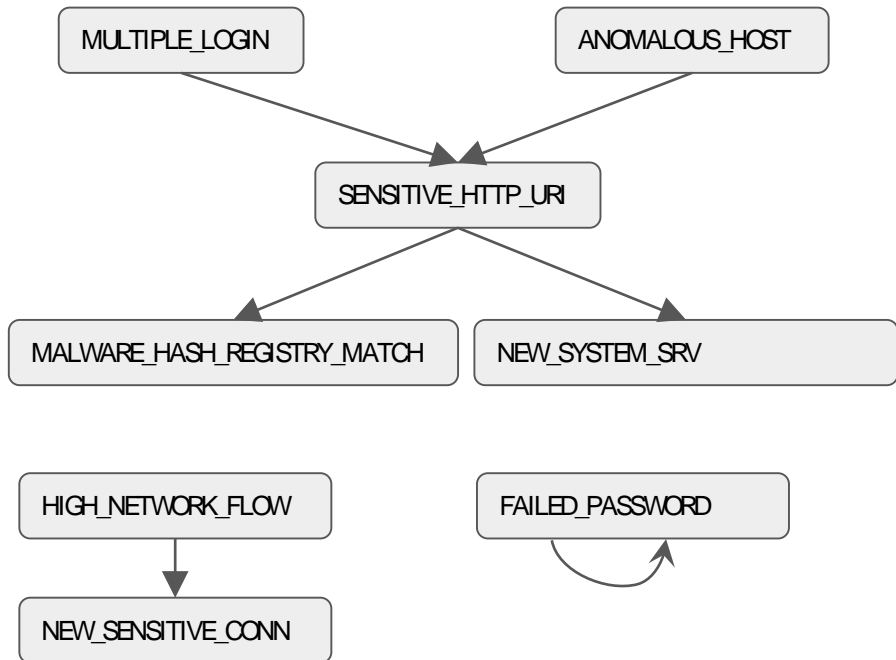 MULTIPLE_LOGIN
ANOMALOUS_HOST
SENSITIVE_HTTP_URI
MALWARE_HASH_REGISTRY_MATCH
NEW_SYSTEM_SRV
HIGH_NETWORK_FLOW
FAILED_PASSWORD
NEW_SENSITIVE_CONN